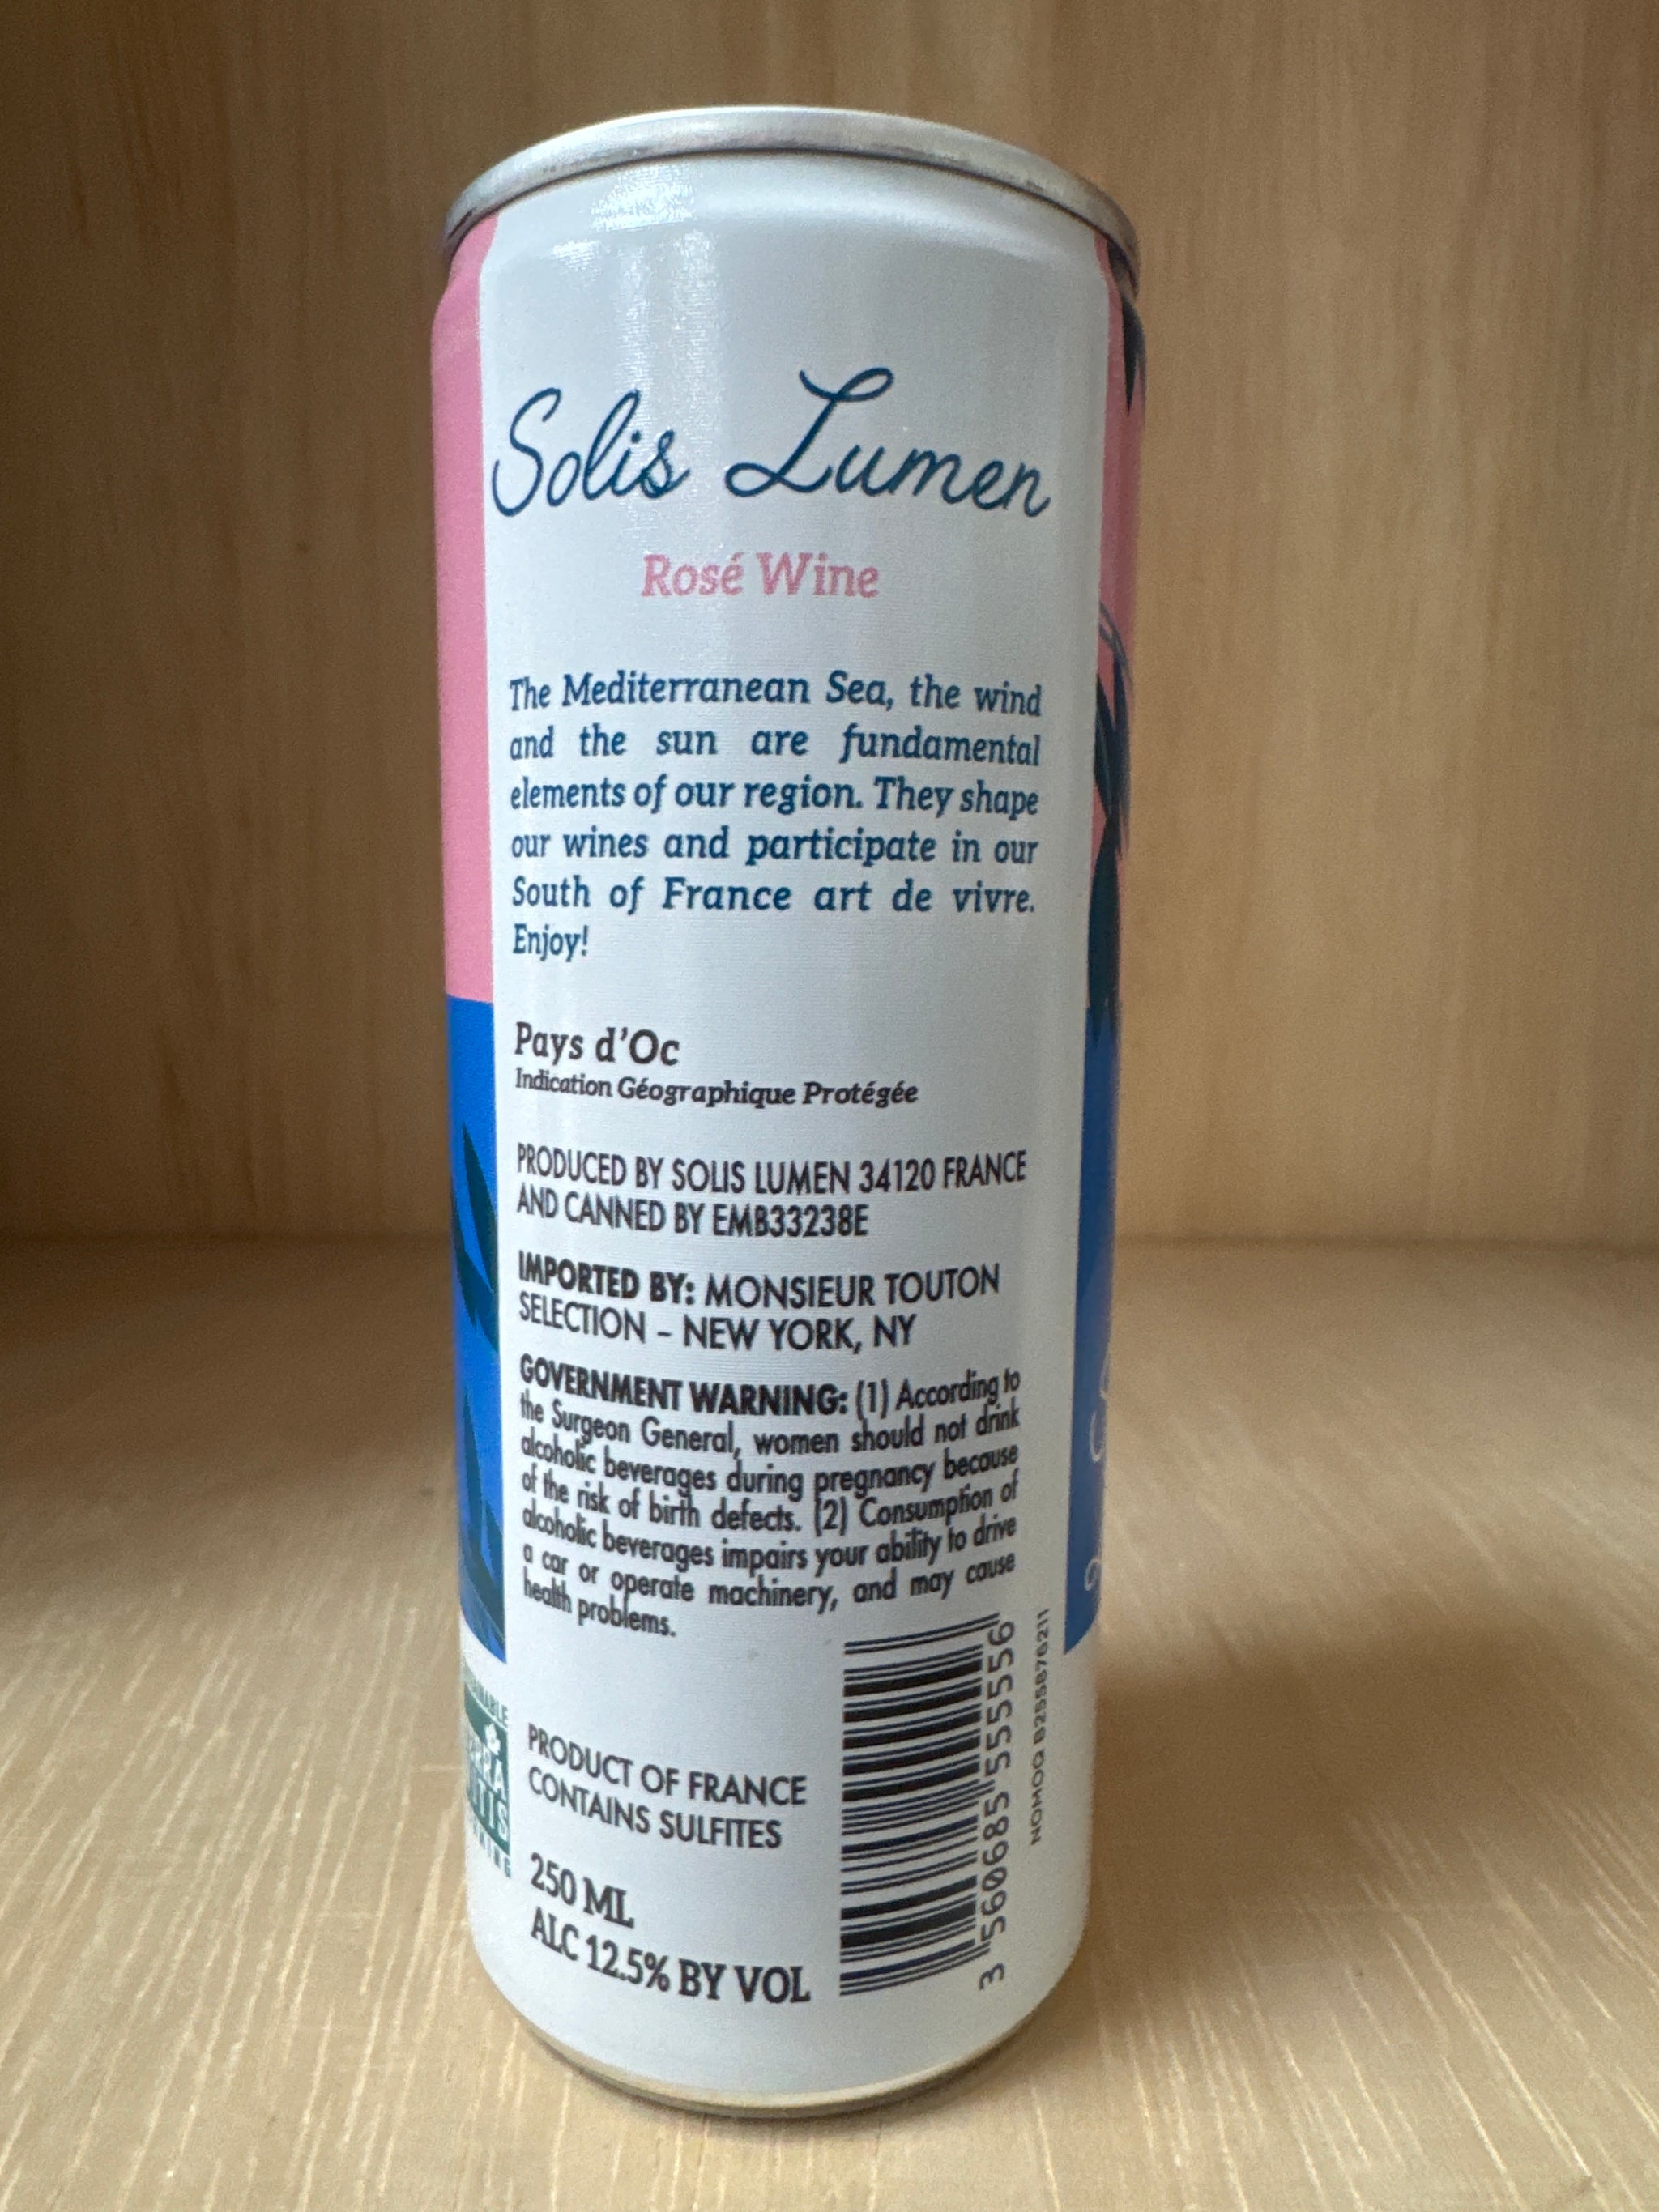 Solis Lumen
Rosé Wine
The Mediterranean Sea, the wind
and the sun are fundamental
elements of our region. They shape
our wines and participate in our
South of France art de vivre.
Enjoy!
Pays d'Oc
Indication Géographique Protégée
PRODUCED BY SOLIS LUMEN 34120 FRANCE
AND CANNED BY EMB33238E
IMPORTED BY: MONSIEUR TOUTON
SELECTION – NEW YORK, NY
GOVERNMENT WARNING: (1) According to
the Surgeon General, women should not drink
alcoholic beverages during pregnancy because
of the risk of birth defects. (2) Consumption of
alcoholic beverages impairs your ability to drive
a car or operate machinery, and may cause
health problems.
PRODUCT OF FRANCE
CONTAINS SULFITES
250 ML
ALC 12.5% BY VOL
3 560685 555556
NOMOQ B255876211